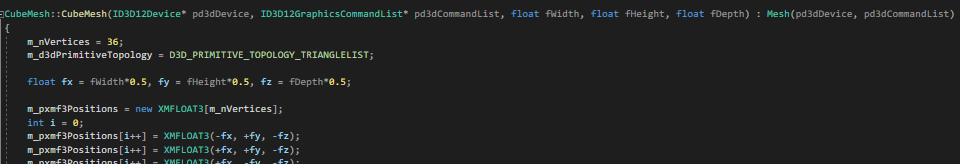 CubeMesh::CubeMesh(ID3D12Device* pd3dDevice, ID3D12GraphicsCommandList* pd3dCommandList, float fWidth, float fHeight, float fDepth) : Mesh(pd3dDevice, pd3dCommandList)
{
m_nVertices = 36;
m_d3dPrimitiveTopology = D3D_PRIMITIVE_TOPOLOGY_TRIANGLELIST;
float fx = fWidth*0.5, fy = fHeight*0.5, fz = fDepth*0.5;
m_pxmf3Positions = new XMFLOAT3[m_nVertices];
int i = 0;
m_pxmf3Positions[i++] = XMFLOAT3(-fx, +fy, -fz);
m_pxmf3Positions[i++] = XMFLOAT3(+fx, +fy, -fz);
m_pxmf3Positions[i++] = XMFLOAT3(+fx, -fy, -fz);